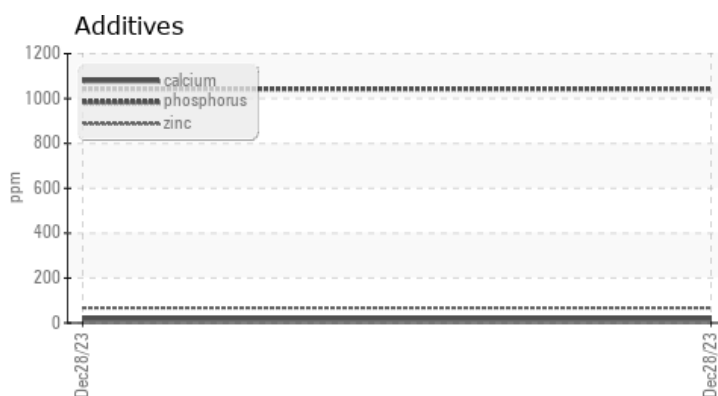 Additives
1200
1000
800
600
400
200
0
ppm
calcium
phosphorus
zinc
Dec28/23
Dec28/23